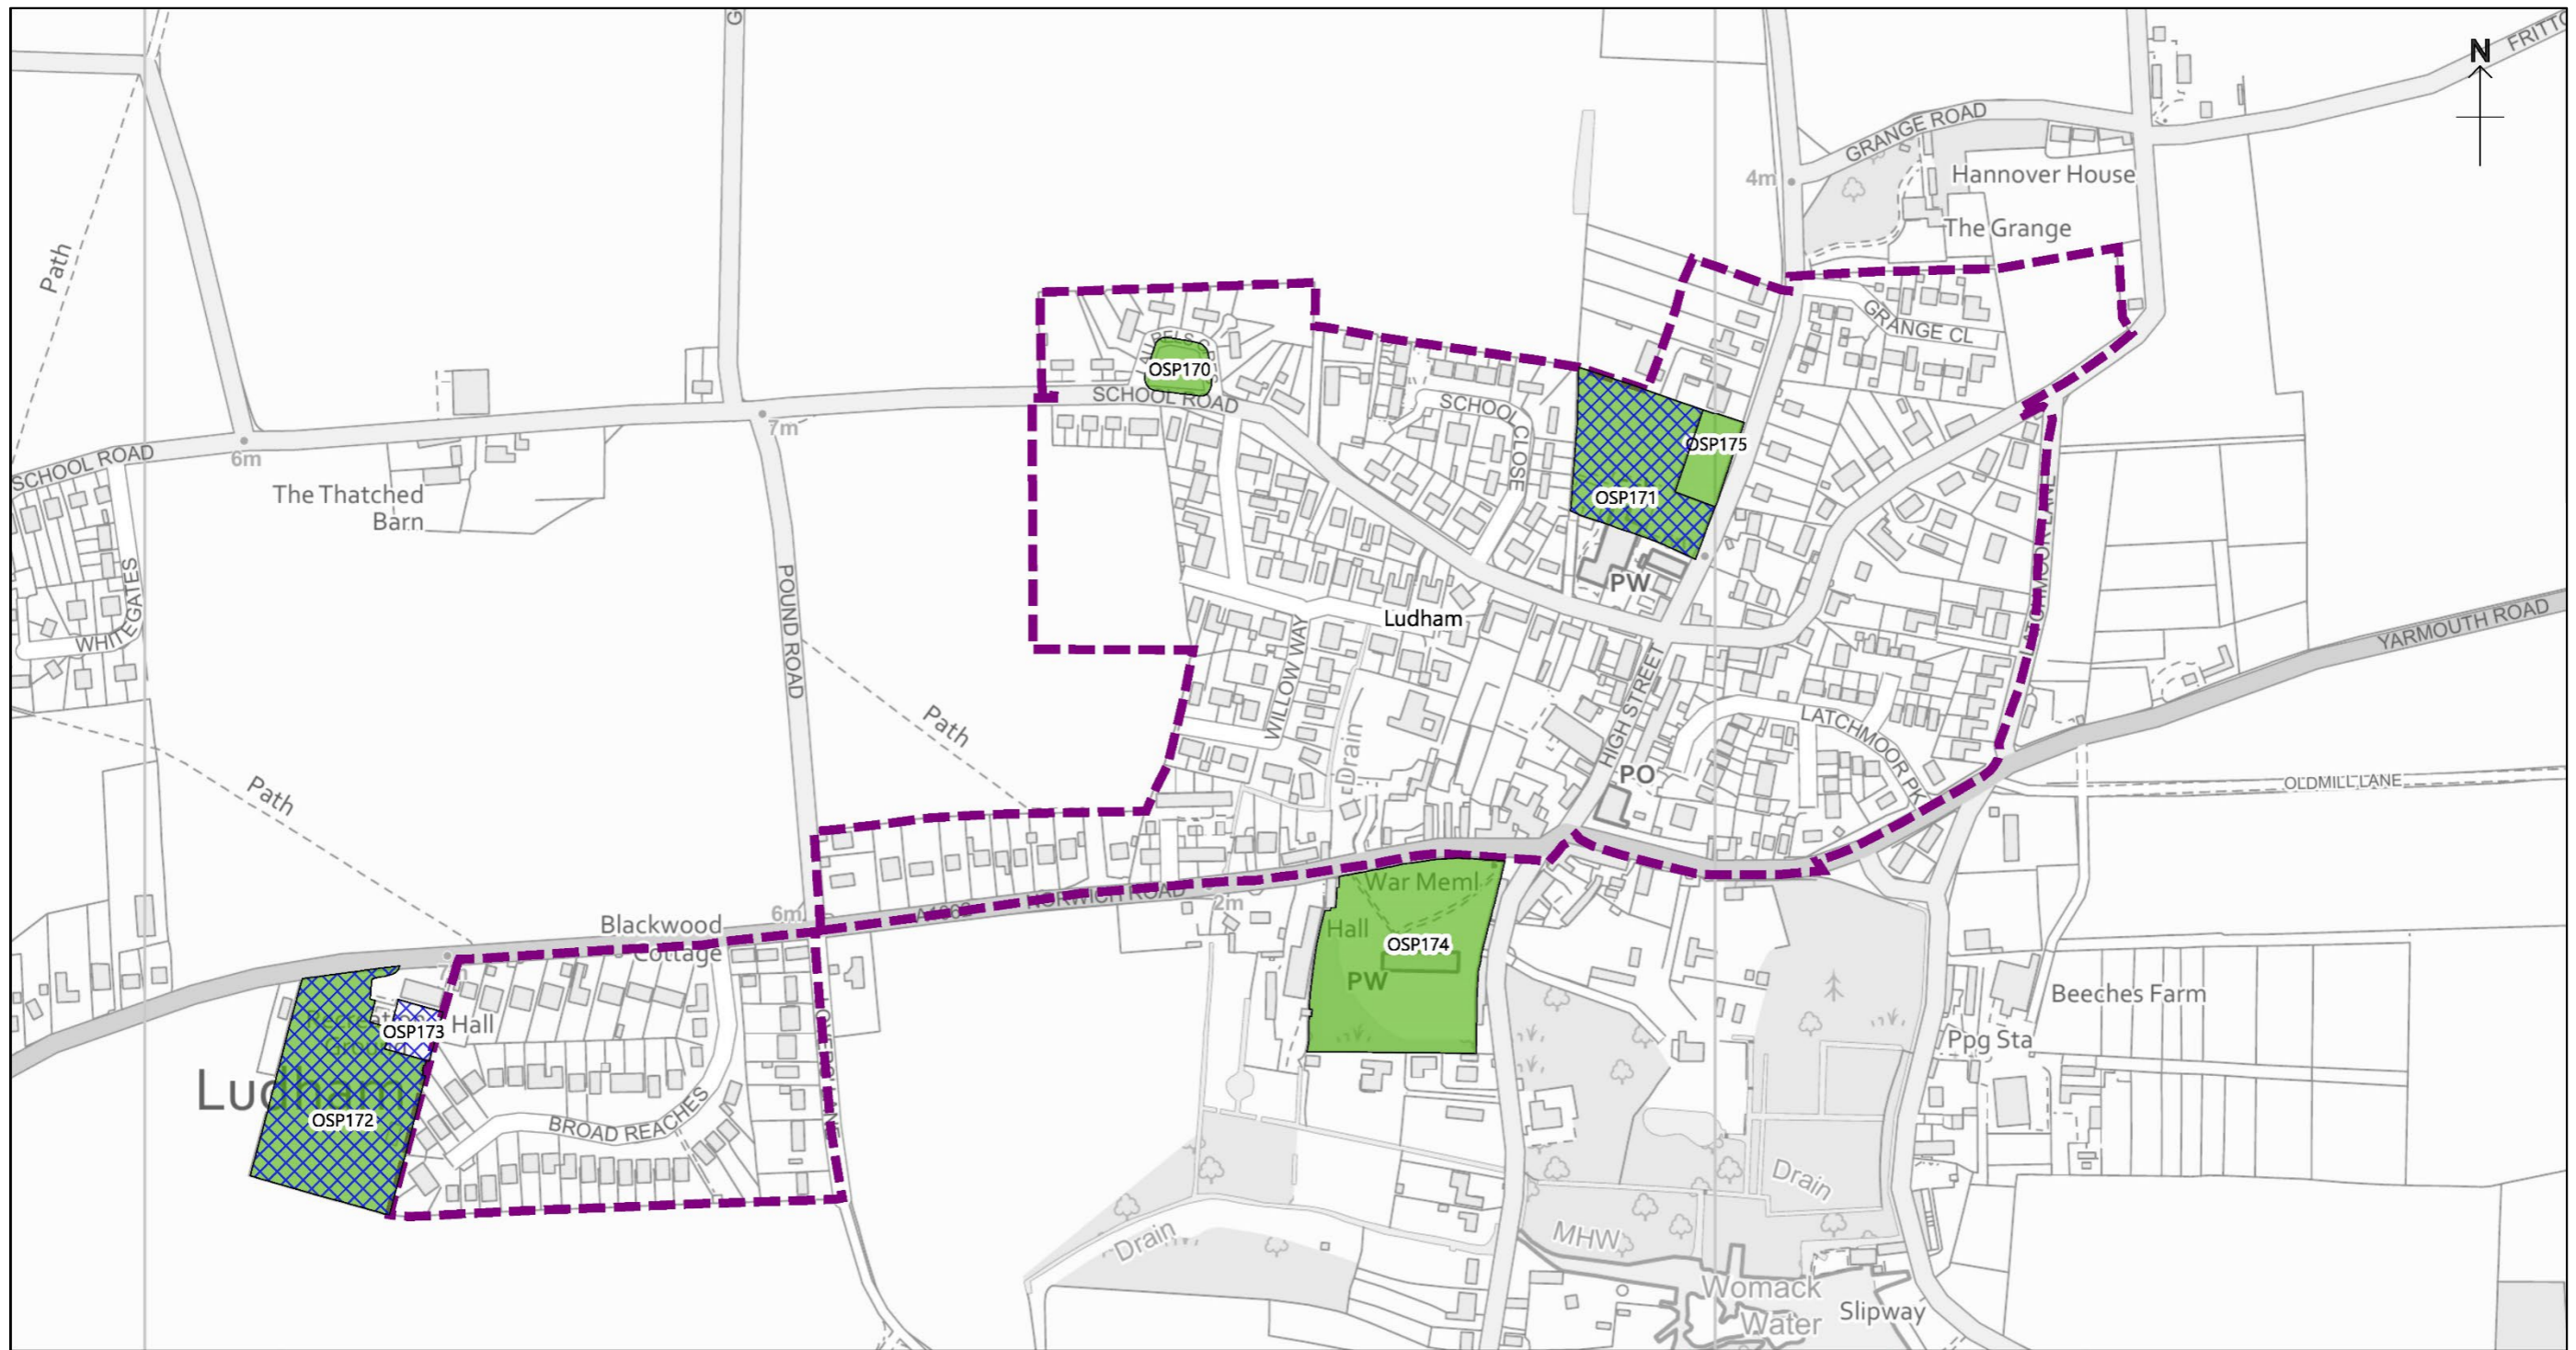 N
GRANGE ROAD
4m
Hannover House
The Grange
Path
GRANGE CL
OSP170
SCHOOL ROAD
SCHOOL CLOSE
7m
OSP175
SCHOOL ROAD
6m
The Thatched
Barn
OSP171
WHITEGATES
POUND ROAD
PW
Ludham
YARMOUTH ROAD
WILLOW WAY
HIGH STREET
Path
Drain
LATCHMOOR PK
PO
OLDMILL LANE
Path
War Meml
NORWICH ROAD
2m
6m
Blackwood
Cottage
Hall
OSP174
PW
Beeches Farm
Ppg Sta
OSP173
Hall
Ludham
OSP172
BROAD REACHES
Drain
Drain
MHW
Womack
Water
Slipway